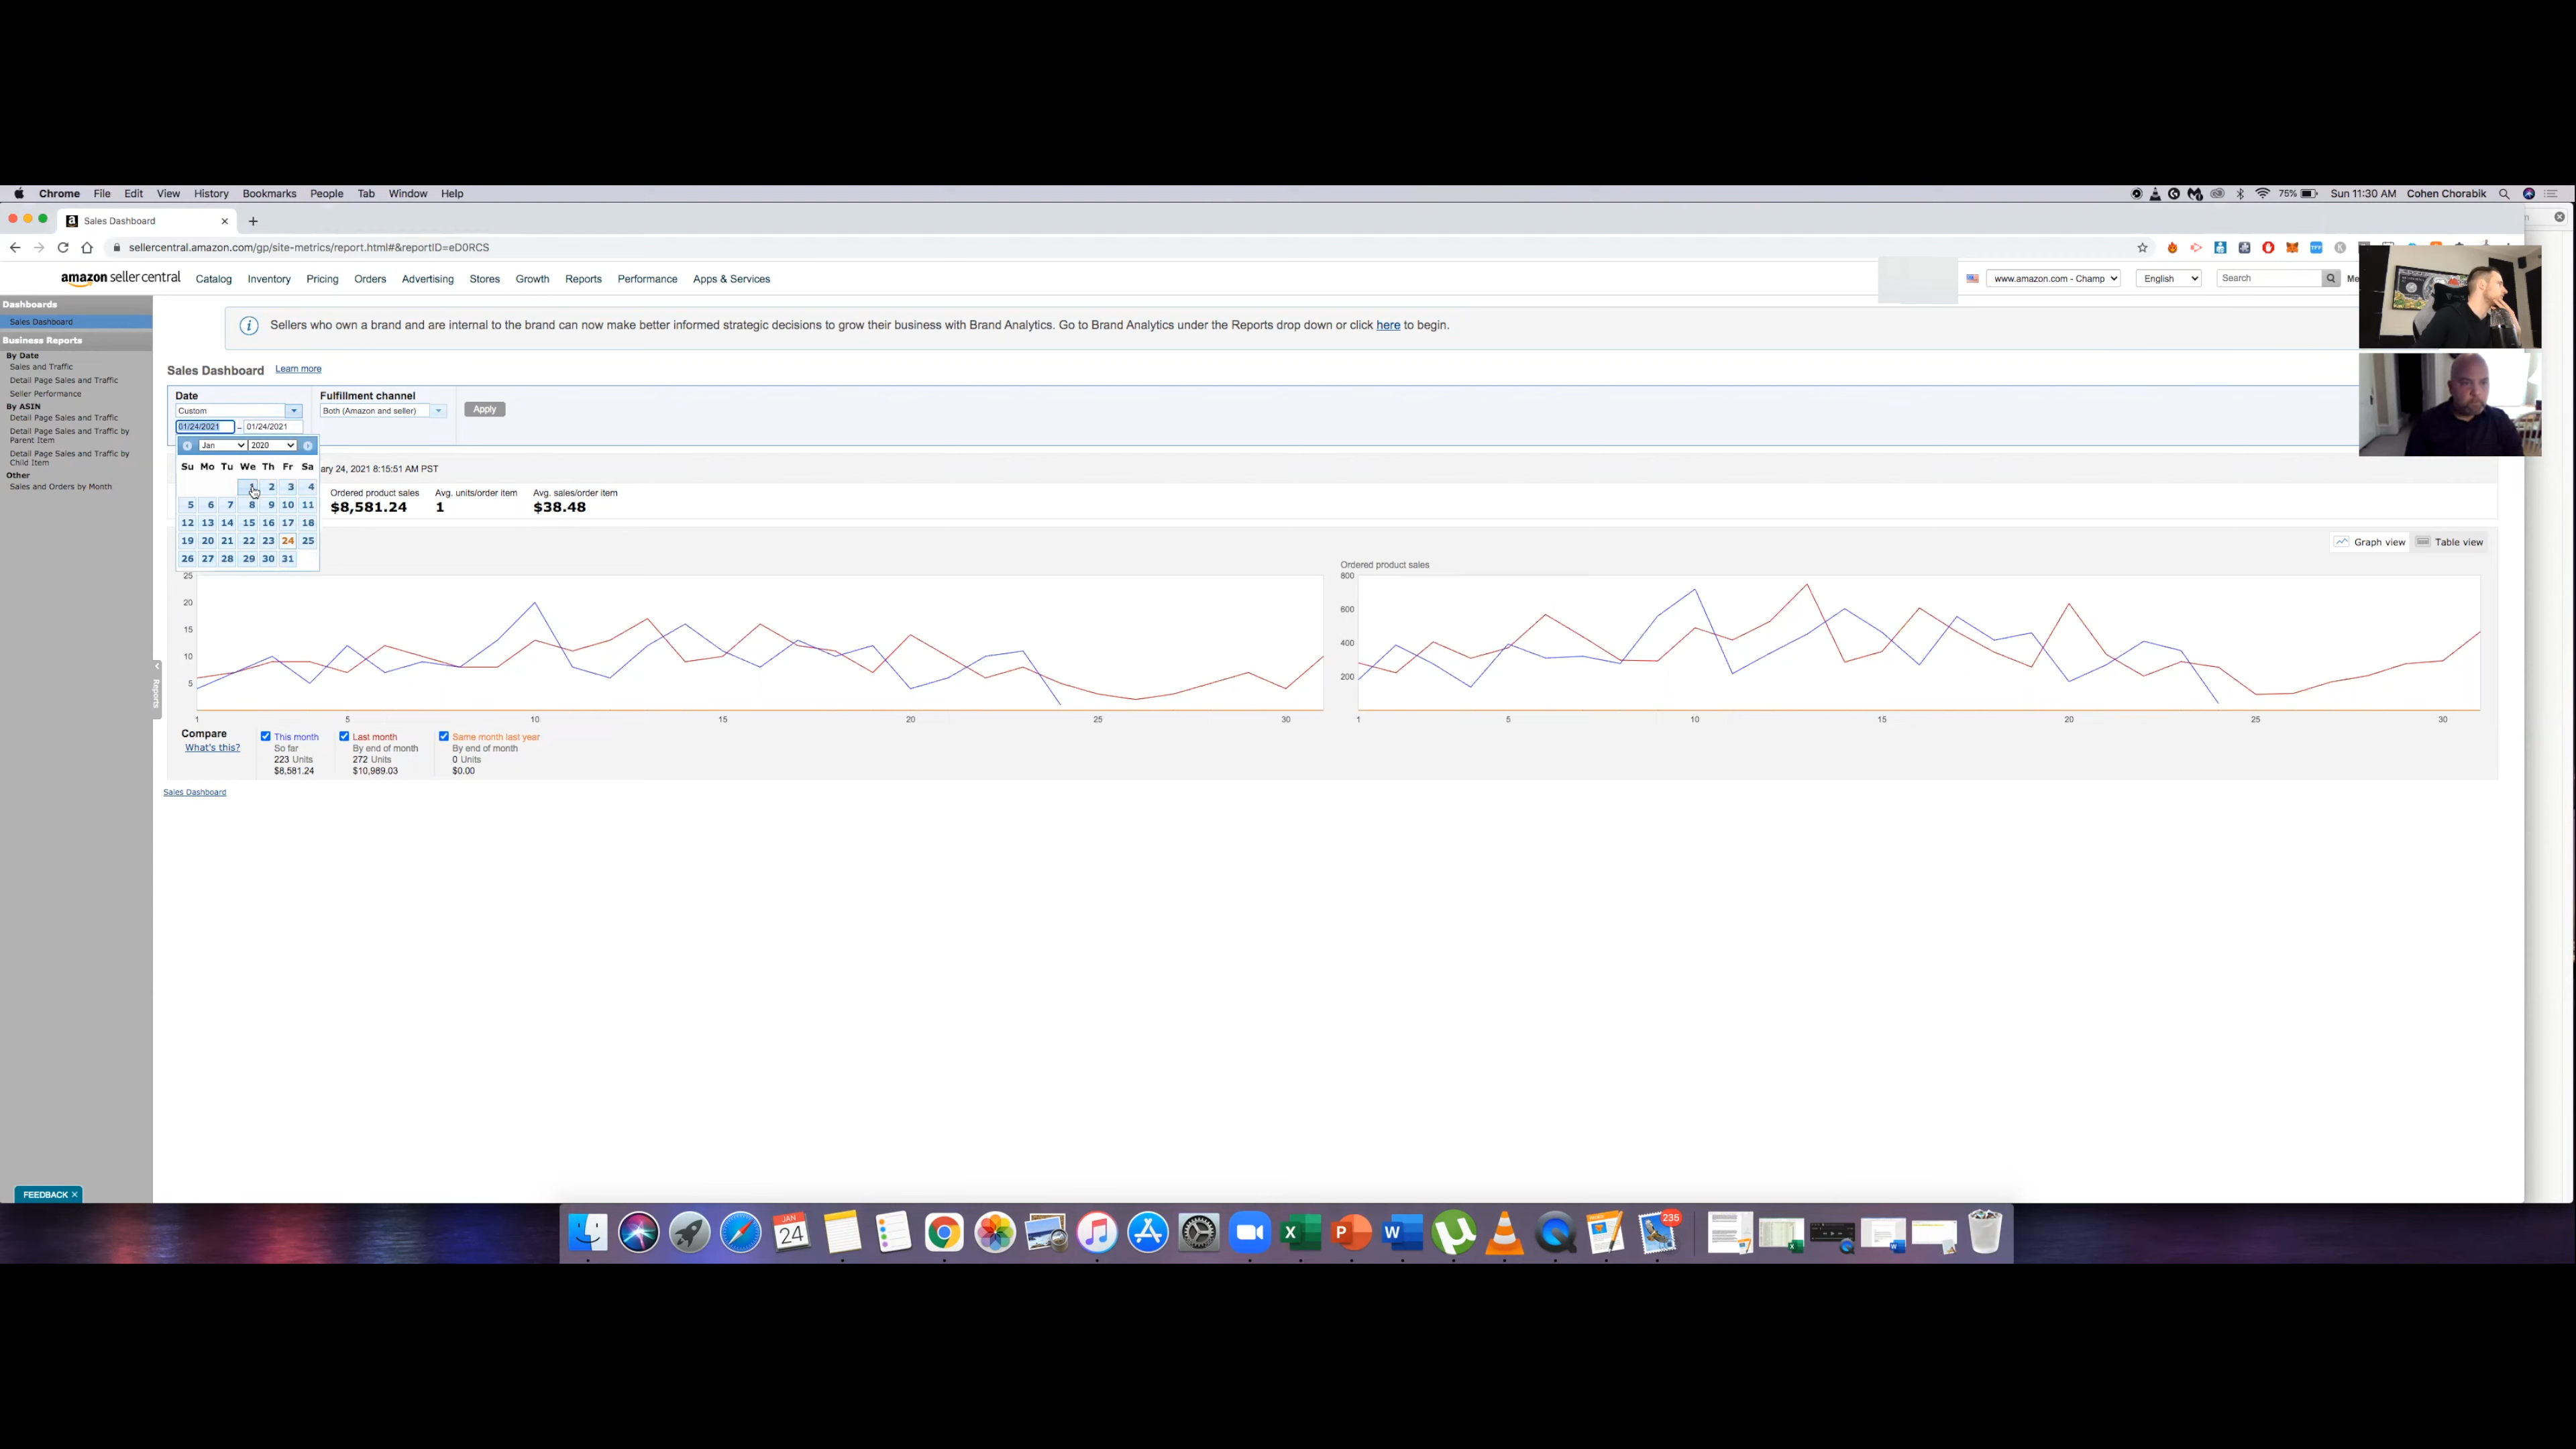 Chrome File Edit View History Bookmarks People Tab Window Help 75% Sun 11:30 AM Cohen Chorabik
Sales Dashboard
sellercentral.amazon.com/gp/site-metrics/report.html#&reportID=eD0RCS
amazon seller central Catalog Inventory Pricing Orders Advertising Stores Growth Reports Performance Apps & Services www.amazon.com - Champ English Search Me
Dashboards
Sales Dashboard
Business Reports
By Date
Sales and Traffic
Detail Page Sales and Traffic
Seller Performance
By ASIN
Detail Page Sales and Traffic
Detail Page Sales and Traffic by
Parent Item
Detail Page Sales and Traffic by
Child Item
Other
Sales and Orders by Month
Reports
FEEDBACK
Sellers who own a brand and are internal to the brand can now make better informed strategic decisions to grow their business with Brand Analytics. Go to Brand Analytics under the Reports drop down or click here to begin.
Sales Dashboard Learn more
Date Fulfillment channel
Custom Both (Amazon and seller) Apply
01/24/2021 – 01/24/2021
Jan 2020
Su Mo Tu We Th Fr Sa
1 2 3 4
5 6 7 8 9 10 11
12 13 14 15 16 17 18
19 20 21 22 23 24 25
26 27 28 29 30 31
ary 24, 2021 8:15:51 AM PST
Ordered product sales Avg. units/order item Avg. sales/order item
$8,581.24 1 $38.48
Graph view Table view
25
20
15
10
5
1 5 10 15 20 25 30
Ordered product sales
800
600
400
200
1 5 10 15 20 25 30
Compare
What's this?
This month
So far
223 Units
$8,581.24
Last month
By end of month
272 Units
$10,989.03
Same month last year
By end of month
0 Units
$0.00
Sales Dashboard
JAN
24
235